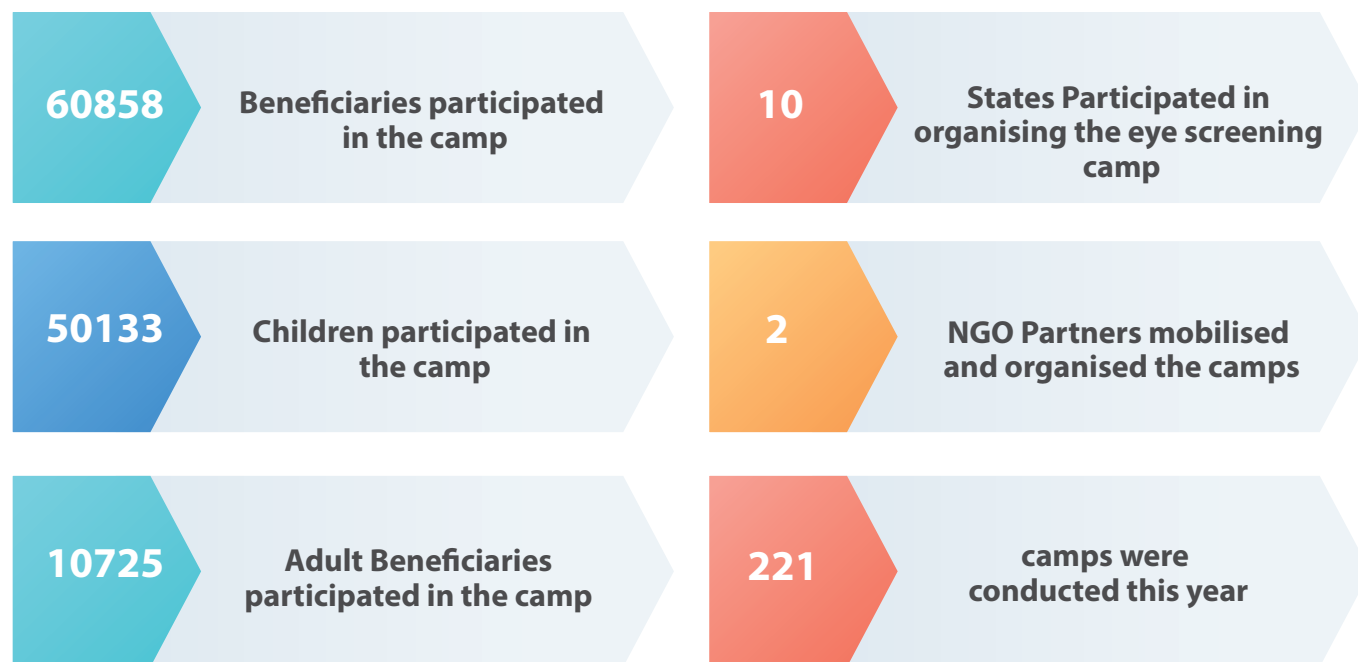 60858
Beneficiaries participated
in the camp
10
States Participated in
organising the eye screening
camp
50133
Children participated in
the camp
2
NGO Partners mobilised
and organised the camps
10725
Adult Beneficiaries
participated in the camp
221
camps were
conducted this year